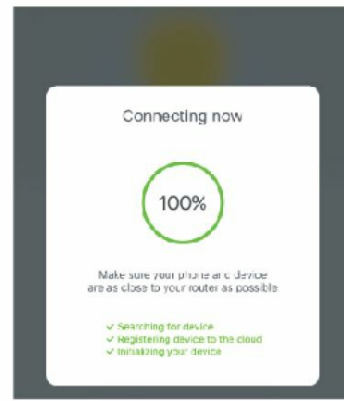 Connecting now
100%
Make sure your phone and device
are as close to your router as possible
✓ Searching for device
✓ Registering device to the cloud
✓ Initializing your device